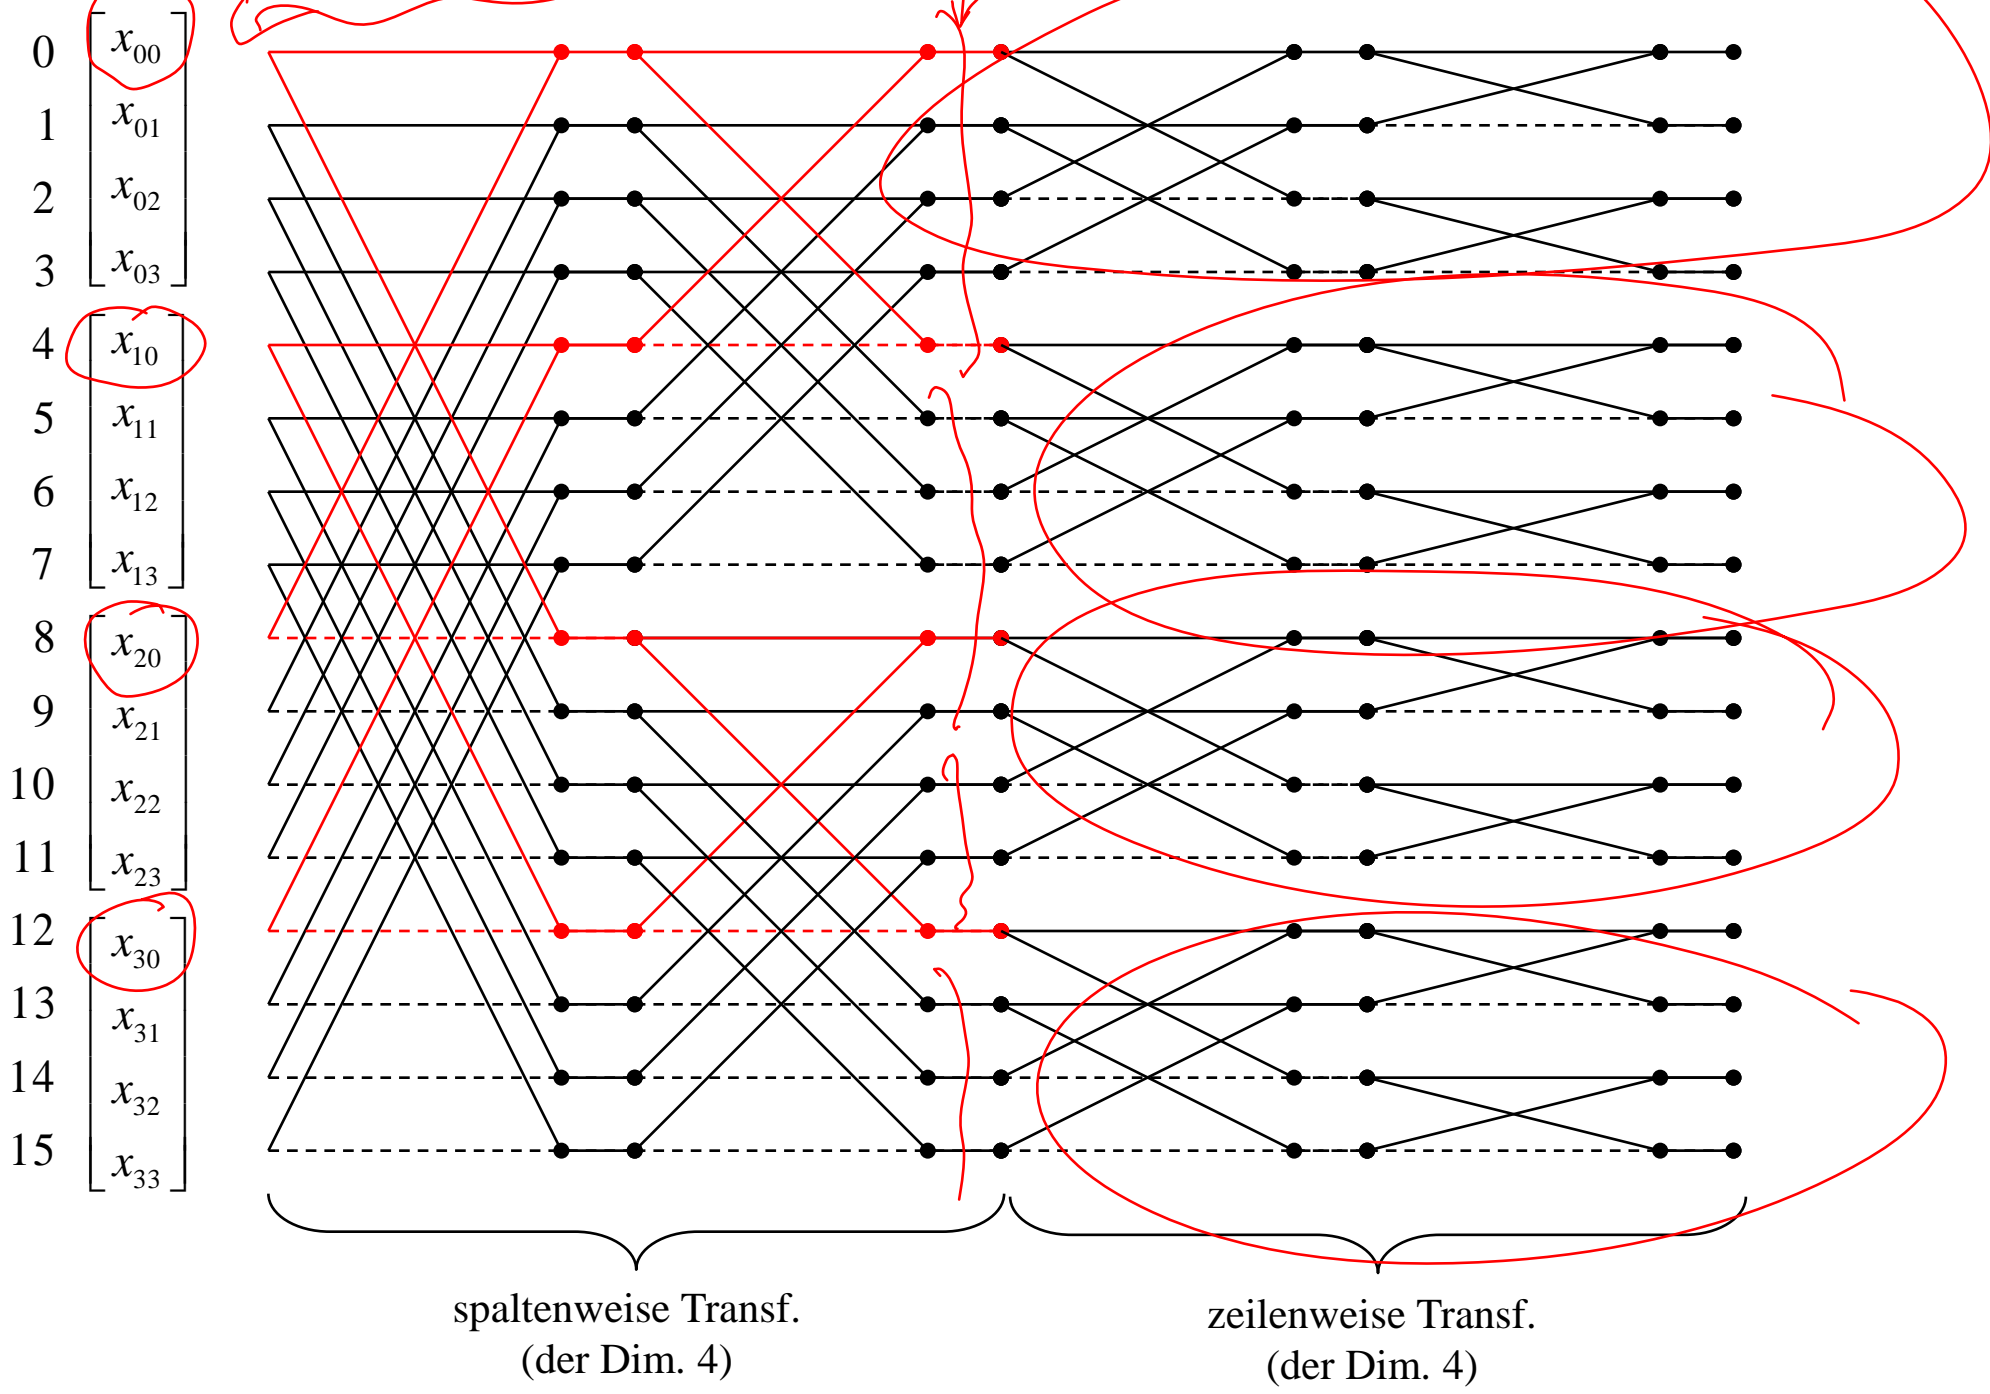 0 x00
1 x01
2 x02
3 x03
4 x10
5 x11
6 x12
7 x13
8 x20
9 x21
10 x22
11 x23
12 x30
13 x31
14 x32
15 x33
spaltenweise Transf.
(der Dim. 4)
zeilenweise Transf.
(der Dim. 4)